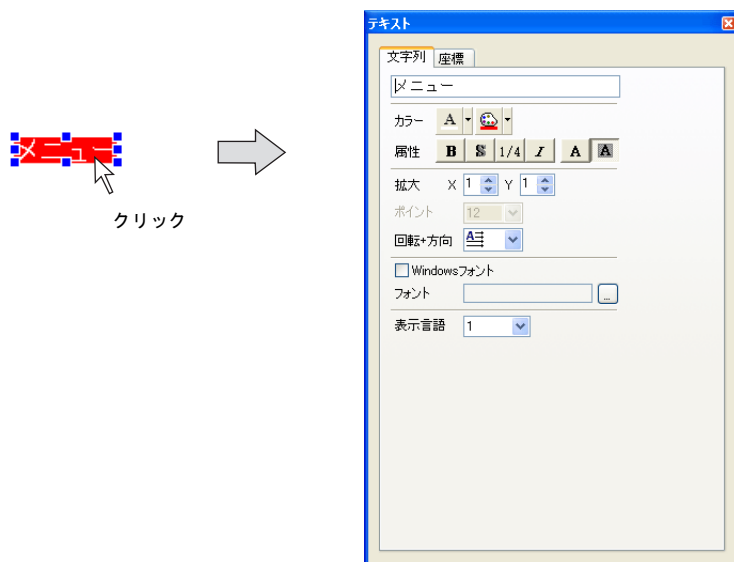 メニュー
クリック
テキスト
文字列 座標
メニュー
カラー A
属性 B S 1/4 I A A
拡大 X 1 Y 1
ポイント 12
回転+方向 A
Windowsフォント
フォント ...
表示言語 1